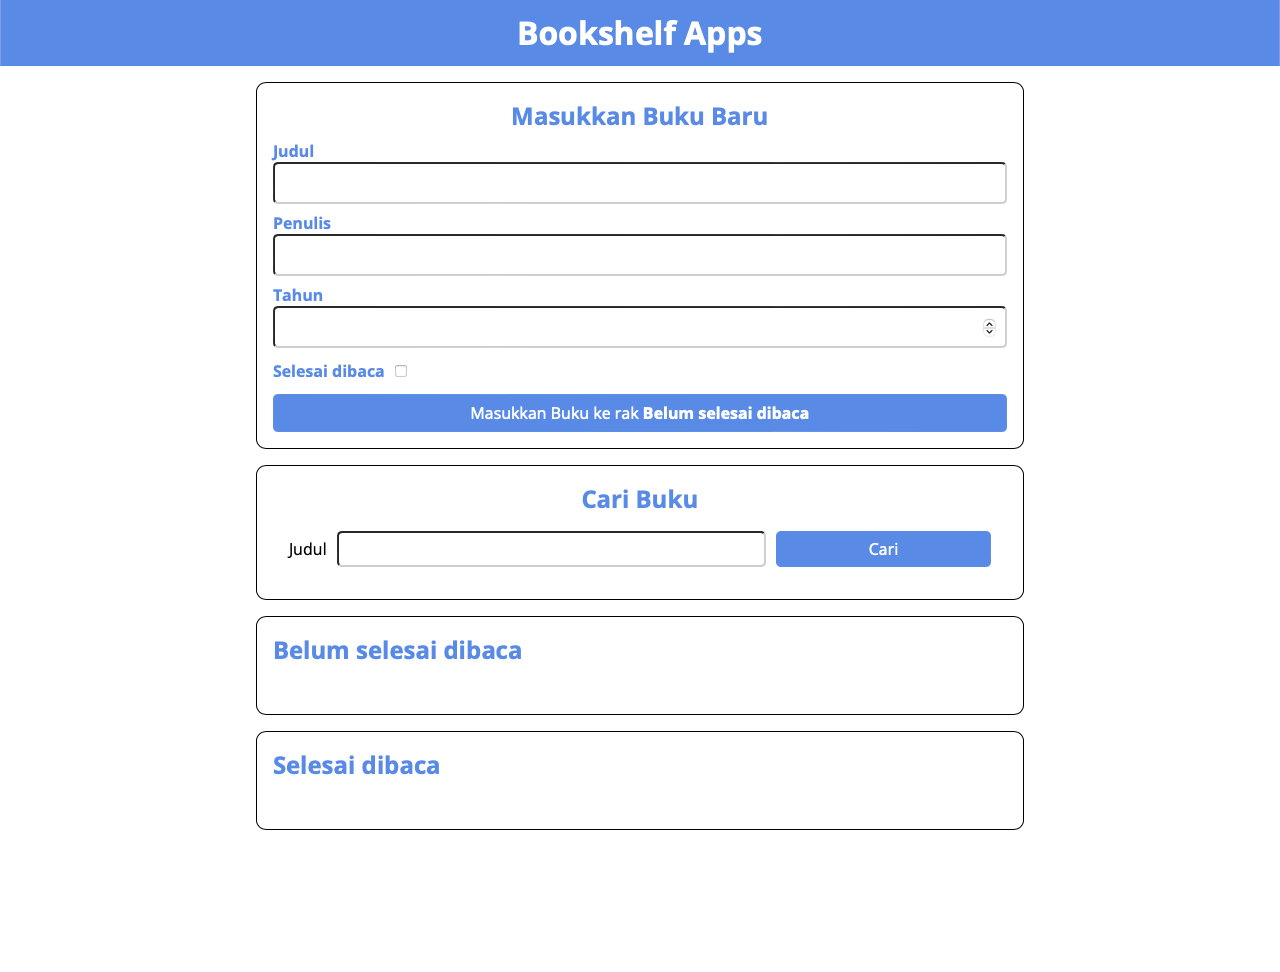 Bookshelf Apps
Masukkan Buku Baru
Judul
Penulis
Tahun
Selesai dibaca
Masukkan Buku ke rak Belum selesai dibaca
Cari Buku
Judul
Cari
Belum selesai dibaca
Selesai dibaca